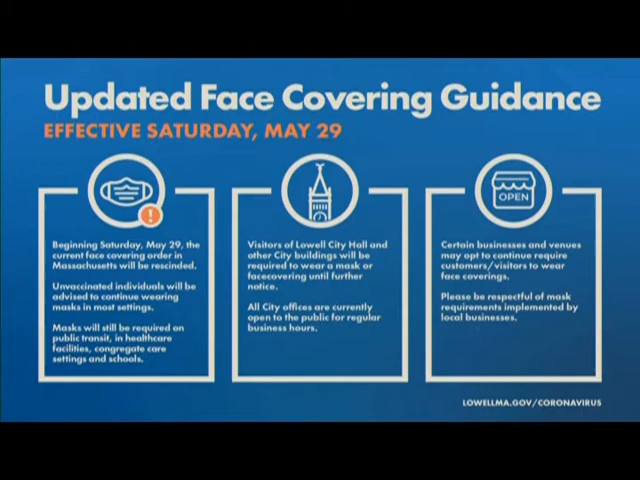 Updated Face Covering Guidance
EFFECTIVE SATURDAY, MAY 29
Beginning Saturday, May 29, the
current face covering order in
Massachusetts will be rescinded.
Unvaccinated individuals will be
advised to continue wearing
masks in most settings.
Masks will still be required on
public transit, in healthcare
facilities, congregate care
settings and schools.
Visitors of Lowell City Hall and
other City buildings will be
required to wear a mask or
facecovering until further
notice.
All City offices are currently
open to the public for regular
business hours.
OPEN
Certain businesses and venues
may opt to continue require
customers/visitors to wear
face coverings.
Please be respectful of mask
requirements implemented by
local businesses.
LOWELLMA.GOV/CORONAVIRUS